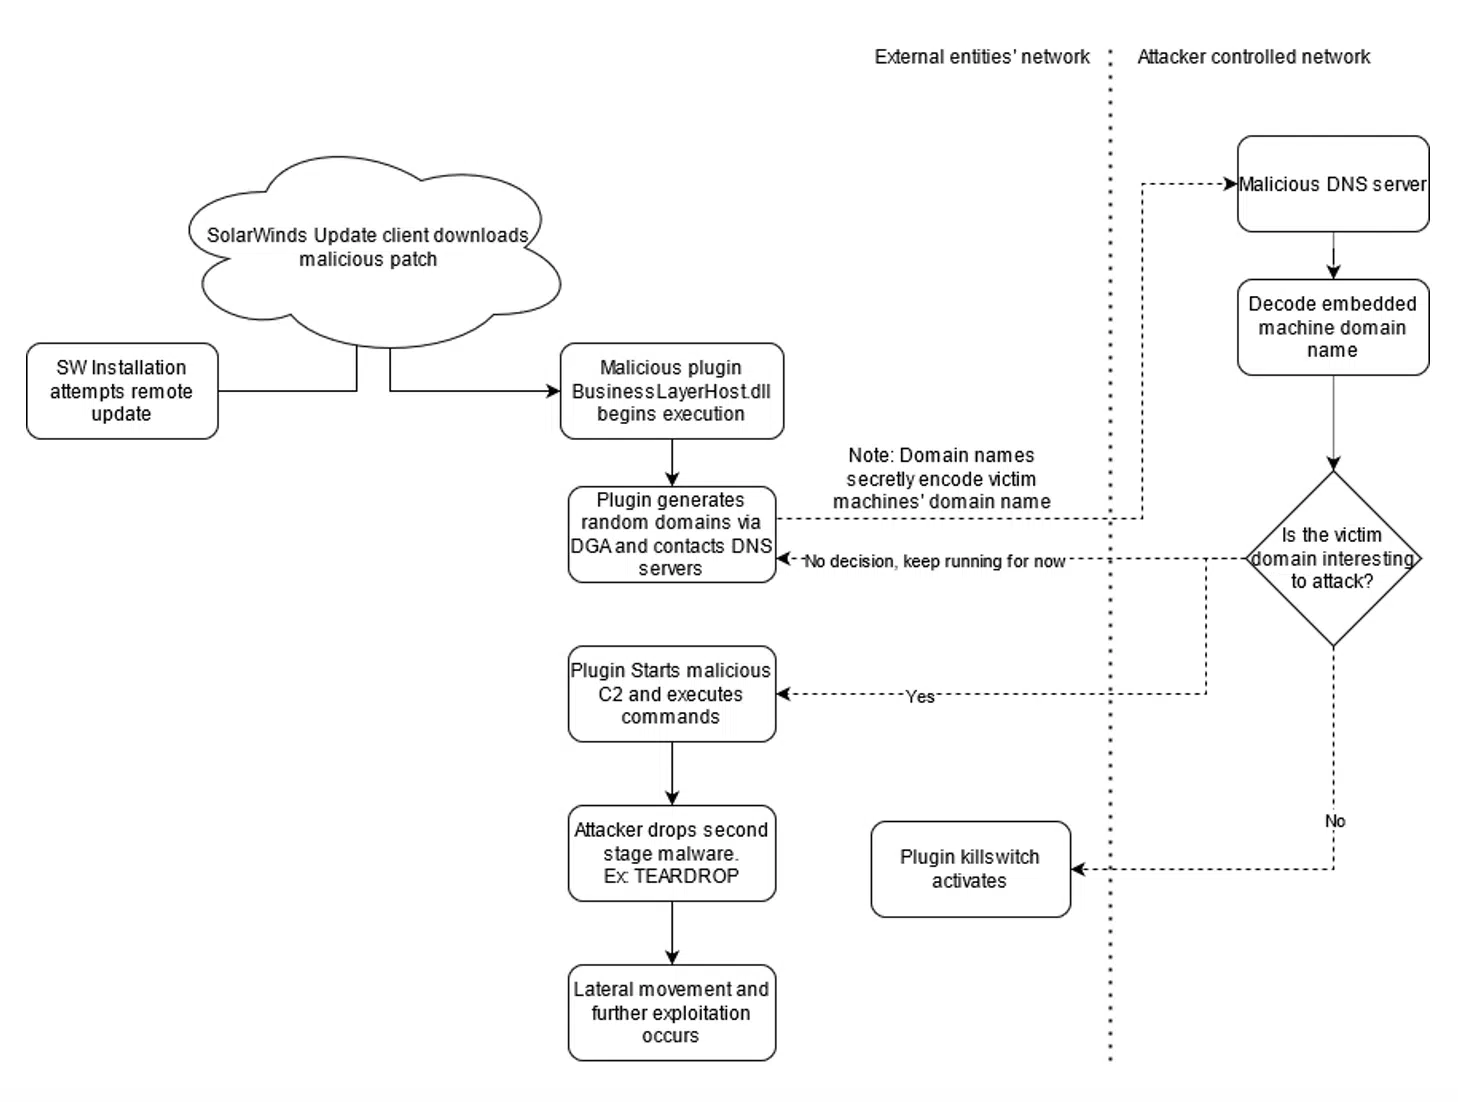 External entities' network
Attacker controlled network
Malicious DNS server
SolarWinds Update client downloads
malicious patch
Decode embedded
machine domain
name
SW Installation
attempts remote
update
Malicious plugin
BusinessLayerHost.dll
begins execution
Note: Domain names
secretly encode victim
machines' domain name
Plugin generates
random domains via
DGA and contacts DNS
servers
No decision, keep running for now
Is the victim
domain interesting
to attack?
Plugin Starts malicious
C2 and executes
commands
Yes
Attacker drops second
stage malware.
Ex: TEARDROP
No
Plugin killswitch
activates
Lateral movement and
further exploitation
occurs